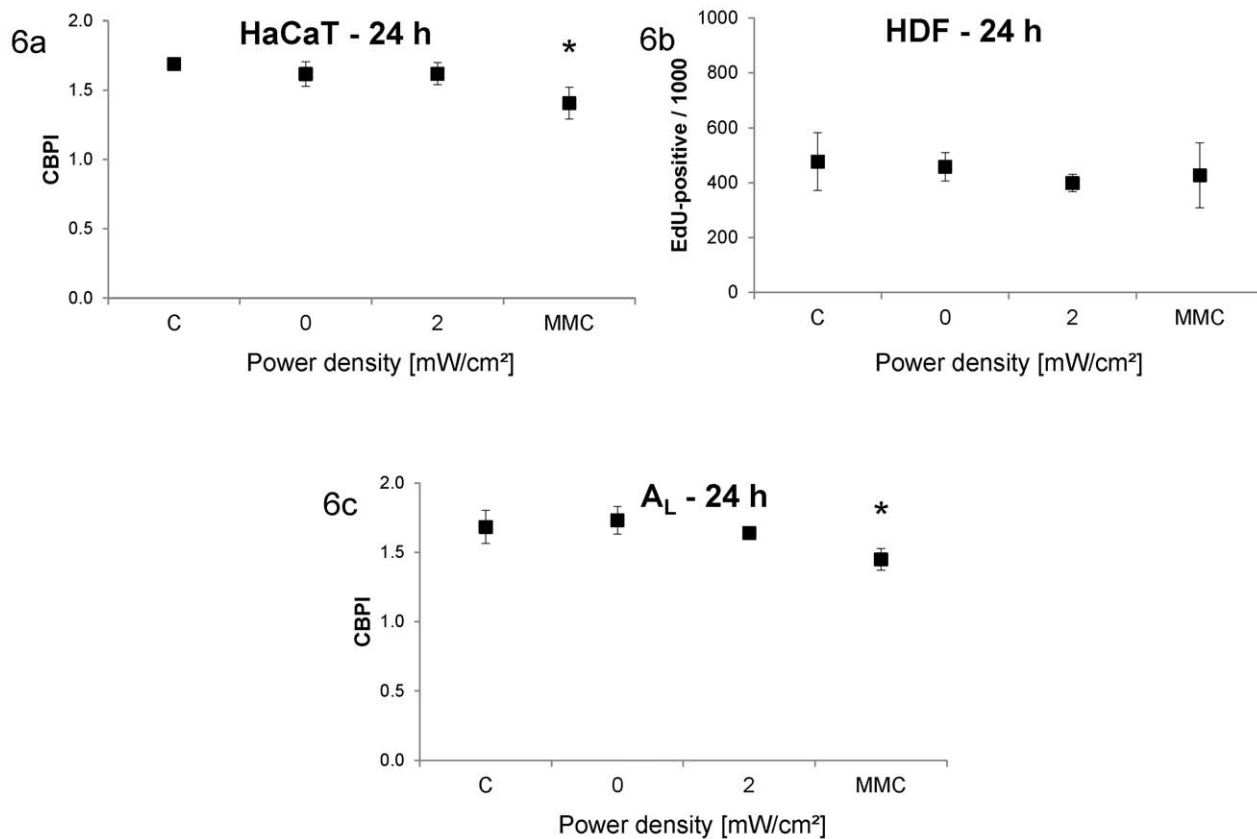 6a
HaCaT - 24 h
*
2.0
1.5
1.0
0.5
0.0
CBPI
C 0 2 MMC
Power density [mW/cm²]
6b
HDF - 24 h
1000
800
600
400
200
0
EdU-positive / 1000
C 0 2 MMC
Power density [mW/cm²]
6c
AL - 24 h
*
2.0
1.5
1.0
0.5
0.0
CBPI
C 0 2 MMC
Power density [mW/cm²]